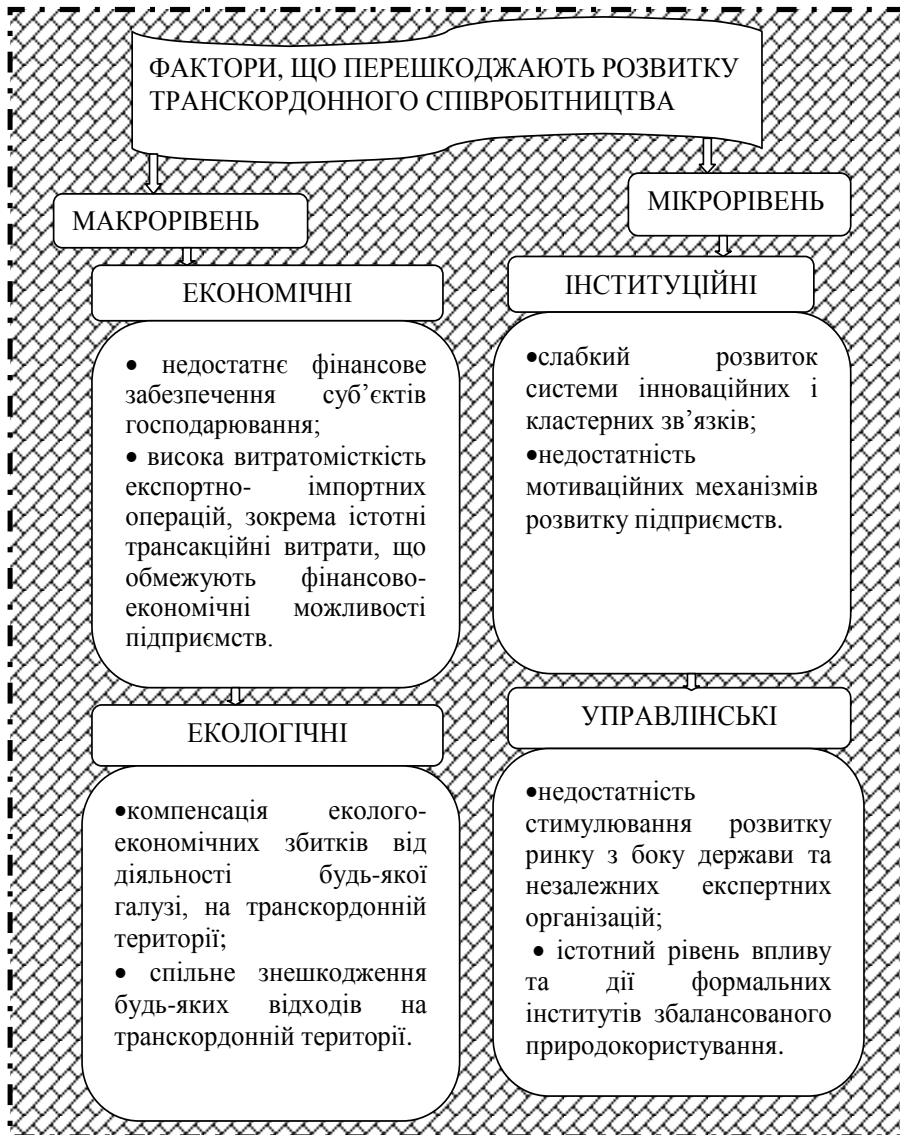 ФАКТОРИ, ЩО ПЕРЕШКОДЖАЮТЬ РОЗВИТКУ
ТРАНСКОРДОННОГО СПІВРОБІТНИЦТВА
МАКРОРІВЕНЬ
МІКРОРІВЕНЬ
ЕКОНОМІЧНІ
• недостатнє фінансове
забезпечення суб’єктів
господарювання;
• висока витратомісткість
експортно- імпортних
операцій, зокрема істотні
трансакційні витрати, що
обмежують фінансово-
економічні можливості
підприємств.
ІНСТИТУЦІЙНІ
•слабкий розвиток
системи інноваційних і
кластерних зв’язків;
•недостатність
мотиваційних механізмів
розвитку підприємств.
ЕКОЛОГІЧНІ
•компенсація еколого-
економічних збитків від
діяльності будь-якої
галузі, на транскордонній
території;
• спільне знешкодження
будь-яких відходів на
транскордонній території.
УПРАВЛІНСЬКІ
•недостатність
стимулювання розвитку
ринку з боку держави та
незалежних експертних
організацій;
• істотний рівень впливу
та дії формальних
інститутів збалансованого
природокористування.